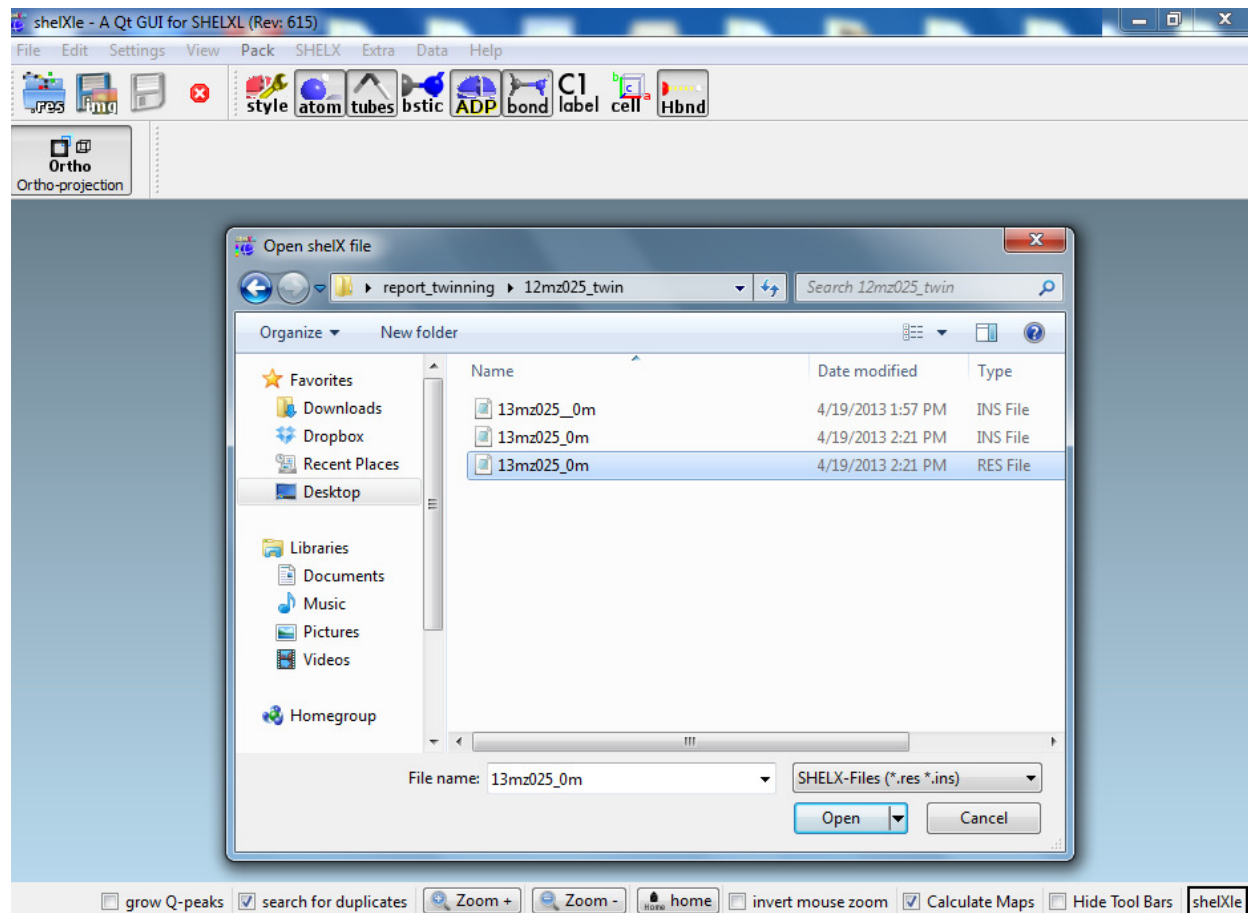 shelXle - A Qt GUI for SHELXL (Rev: 615)
File Edit Settings View Pack SHELX Extra Data Help
.res img style atom tubes bstic ADP bond C1 label cell Hbnd
Ortho
Ortho-projection
Open shelX file
report_twinning 12mz025_twin Search 12mz025_twin
Organize New folder
Name Date modified Type
Favorites
Downloads 13mz025__0m 4/19/2013 1:57 PM INS File
Dropbox 13mz025_0m 4/19/2013 2:21 PM INS File
Recent Places 13mz025_0m 4/19/2013 2:21 PM RES File
Desktop
Libraries
Documents
Music
Pictures
Videos
Homegroup
File name: 13mz025_0m SHELX-Files (*.res *.ins)
Open Cancel
grow Q-peaks search for duplicates Zoom + Zoom - Home home invert mouse zoom Calculate Maps Hide Tool Bars shelXle